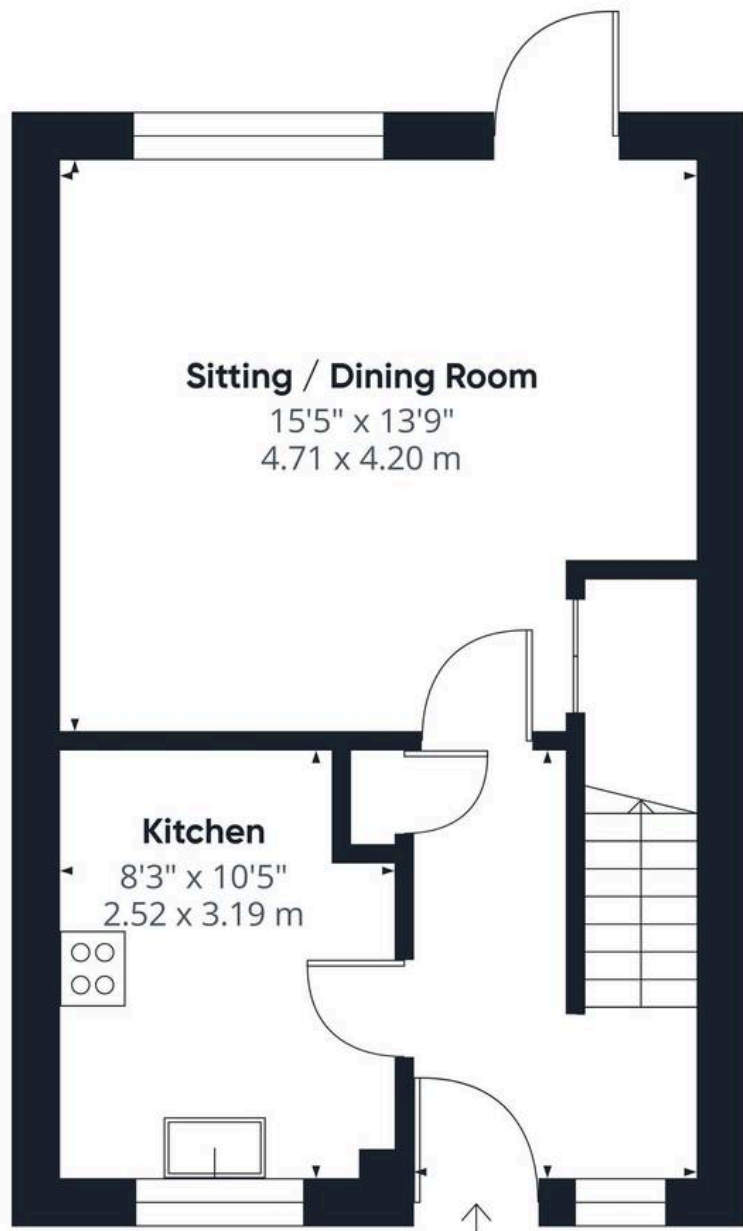 Sitting / Dining Room
15'5" x 13'9"
4.71 x 4.20 m
Kitchen
8'3" x 10'5"
2.52 x 3.19 m